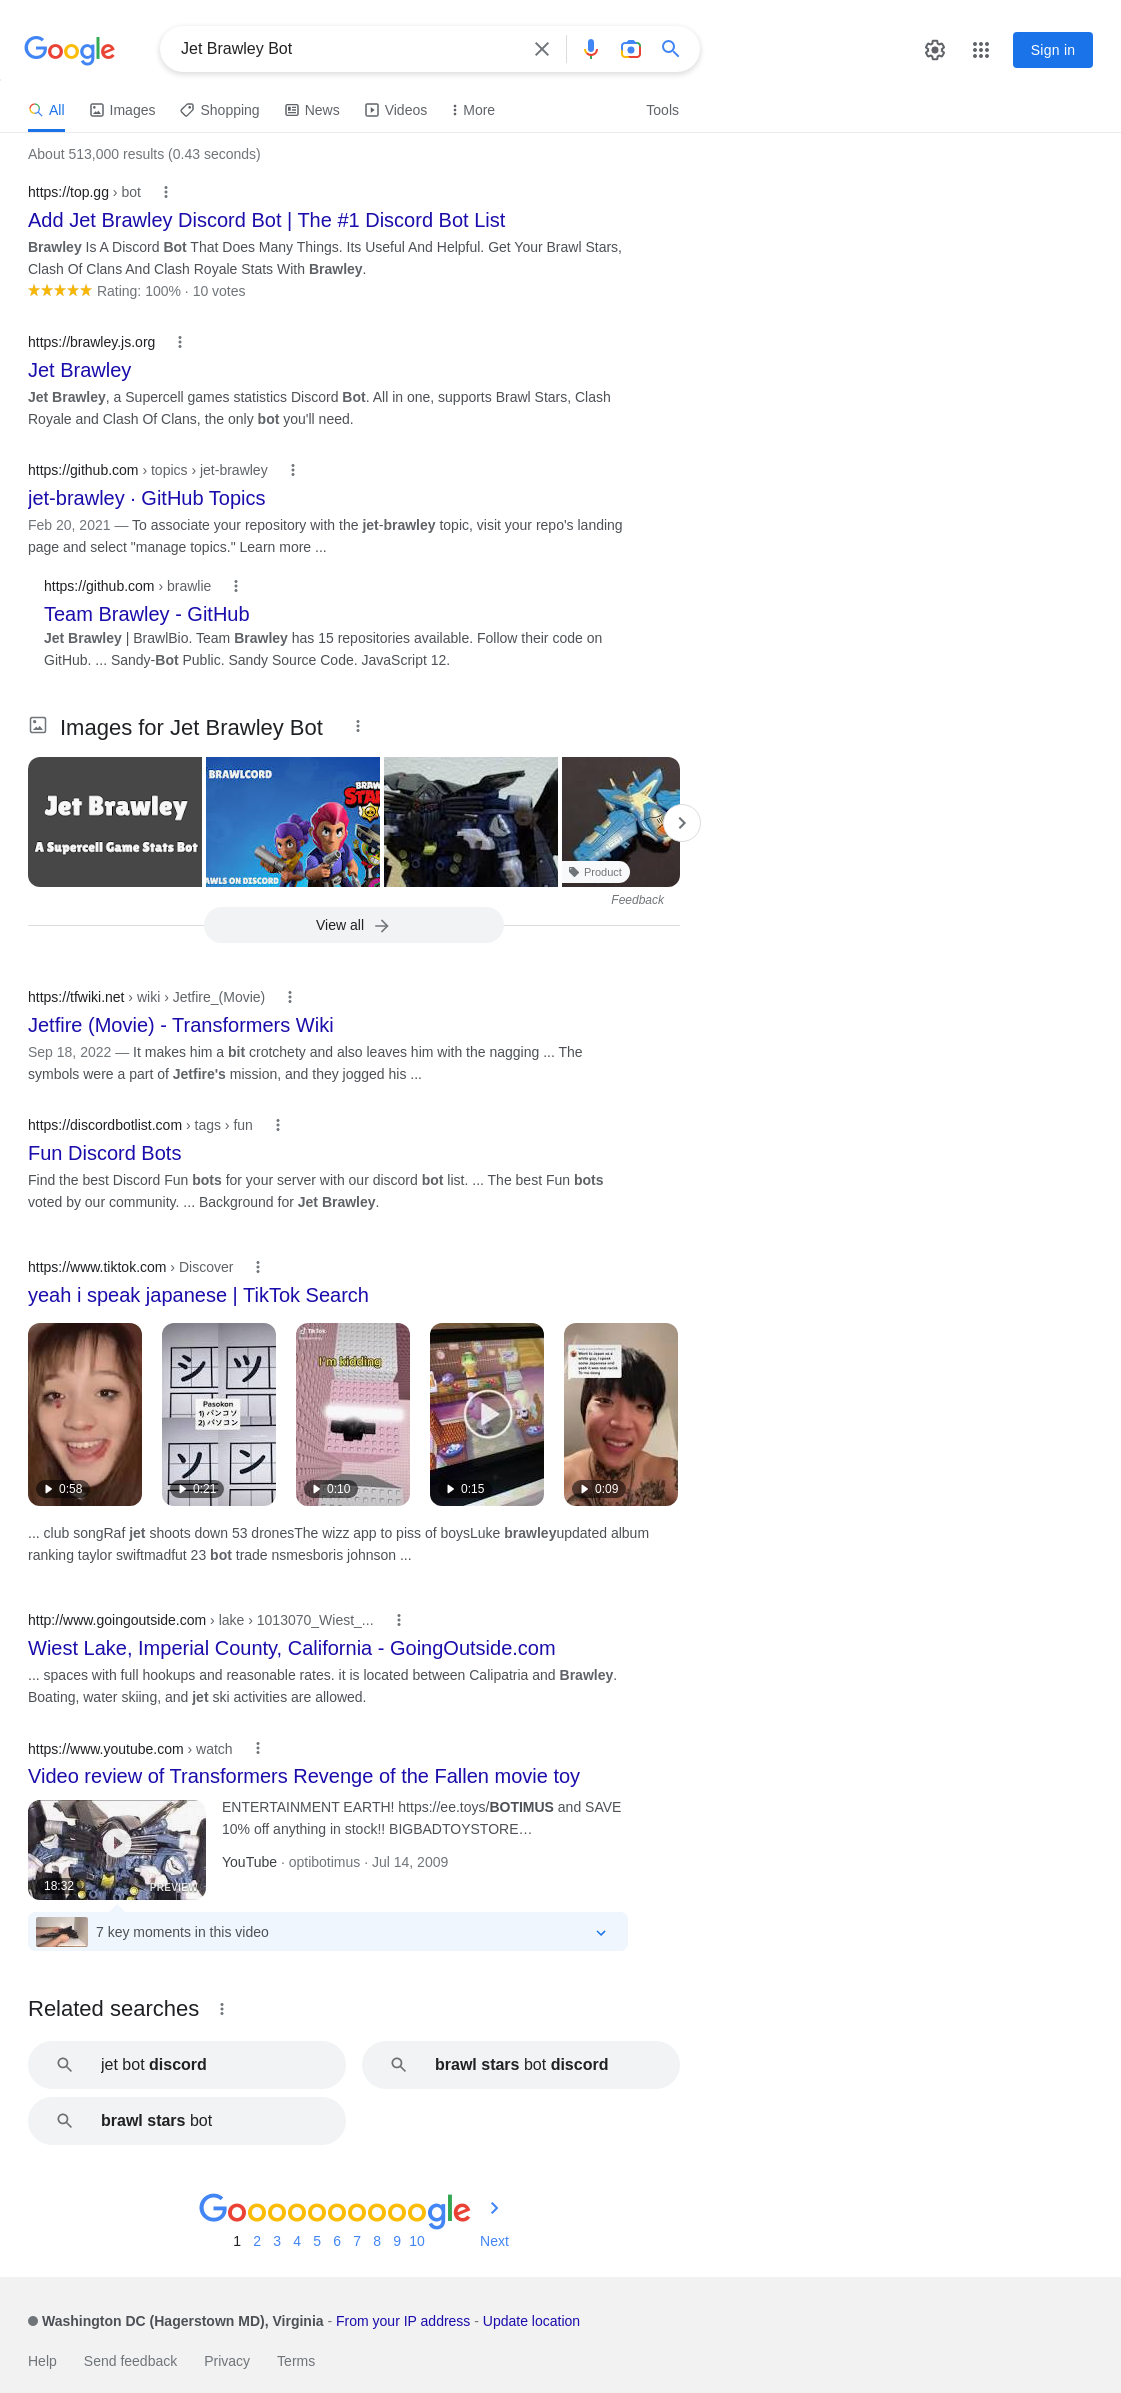 Google
Jet Brawley Bot
Sign in
All
Images
Shopping
News
Videos
More
Tools
About 513,000 results (0.43 seconds)
https://top.gg › bot
Add Jet Brawley Discord Bot | The #1 Discord Bot List
Brawley Is A Discord Bot That Does Many Things. Its Useful And Helpful. Get Your Brawl Stars,
Clash Of Clans And Clash Royale Stats With Brawley.
Rating: 100% · 10 votes
https://brawley.js.org
Jet Brawley
Jet Brawley, a Supercell games statistics Discord Bot. All in one, supports Brawl Stars, Clash
Royale and Clash Of Clans, the only bot you'll need.
https://github.com › topics › jet-brawley
jet-brawley · GitHub Topics
Feb 20, 2021 — To associate your repository with the jet-brawley topic, visit your repo's landing
page and select "manage topics." Learn more ...
https://github.com › brawlie
Team Brawley - GitHub
Jet Brawley | BrawlBio. Team Brawley has 15 repositories available. Follow their code on
GitHub. ... Sandy-Bot Public. Sandy Source Code. JavaScript 12.
Images for Jet Brawley Bot
Jet Brawley
A Supercell Game Stats Bot
BRAWLCORD
BRAW
STA
AWLS ON DISCORD
Product
Feedback
View all
https://tfwiki.net › wiki › Jetfire_(Movie)
Jetfire (Movie) - Transformers Wiki
Sep 18, 2022 — It makes him a bit crotchety and also leaves him with the nagging ... The
symbols were a part of Jetfire's mission, and they jogged his ...
https://discordbotlist.com › tags › fun
Fun Discord Bots
Find the best Discord Fun bots for your server with our discord bot list. ... The best Fun bots
voted by our community. ... Background for Jet Brawley.
https://www.tiktok.com › Discover
yeah i speak japanese | TikTok Search
0:58
シ
ツ
Pasokon
1) パンコソ
2) パソコン
ソ
ン
0:21
TikTok
I'm kidding
0:10
0:15
0:09
... club songRaf jet shoots down 53 dronesThe wizz app to piss of boysLuke brawleyupdated album
ranking taylor swiftmadfut 23 bot trade nsmesboris johnson ...
http://www.goingoutside.com › lake › 1013070_Wiest_...
Wiest Lake, Imperial County, California - GoingOutside.com
... spaces with full hookups and reasonable rates. it is located between Calipatria and Brawley.
Boating, water skiing, and jet ski activities are allowed.
https://www.youtube.com › watch
Video review of Transformers Revenge of the Fallen movie toy
18:32
PREVIEW
ENTERTAINMENT EARTH! https://ee.toys/BOTIMUS and SAVE
10% off anything in stock!! BIGBADTOYSTORE…
YouTube · optibotimus · Jul 14, 2009
7 key moments in this video
Related searches
jet bot discord
brawl stars bot discord
brawl stars bot
Goooooooooogle
1 2 3 4 5 6 7 8 9 10 Next
Washington DC (Hagerstown MD), Virginia - From your IP address - Update location
Help Send feedback Privacy Terms